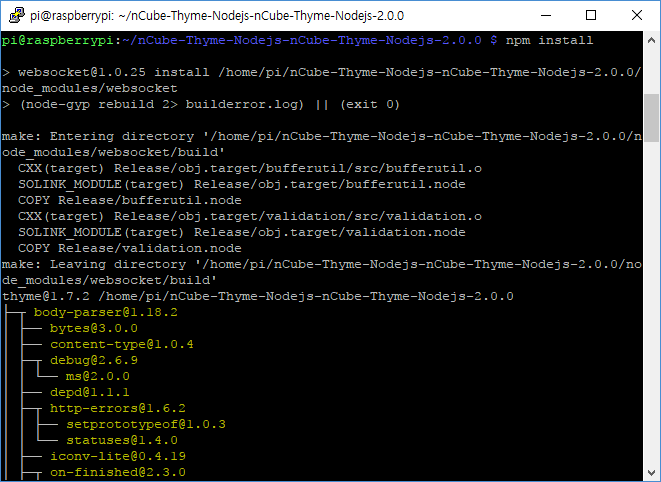 pi@raspberrypi: ~/nCube-Thyme-Nodejs-nCube-Thyme-Nodejs-2.0.0
pi@raspberrypi:~/nCube-Thyme-Nodejs-nCube-Thyme-Nodejs-2.0.0 $ npm install
> websocket@1.0.25 install /home/pi/nCube-Thyme-Nodejs-nCube-Thyme-Nodejs-2.0.0/
node_modules/websocket
> (node-gyp rebuild 2> builderror.log) || (exit 0)
make: Entering directory '/home/pi/nCube-Thyme-Nodejs-nCube-Thyme-Nodejs-2.0.0/n
ode_modules/websocket/build'
CXX(target) Release/obj.target/bufferutil/src/bufferutil.o
SOLINK_MODULE(target) Release/obj.target/bufferutil.node
COPY Release/bufferutil.node
CXX(target) Release/obj.target/validation/src/validation.o
SOLINK_MODULE(target) Release/obj.target/validation.node
COPY Release/validation.node
make: Leaving directory '/home/pi/nCube-Thyme-Nodejs-nCube-Thyme-Nodejs-2.0.0/no
de_modules/websocket/build'
thyme@1.7.2 /home/pi/nCube-Thyme-Nodejs-nCube-Thyme-Nodejs-2.0.0
├─┬ body-parser@1.18.2
│ ├── bytes@3.0.0
│ ├── content-type@1.0.4
│ ├─┬ debug@2.6.9
│ │ └── ms@2.0.0
│ ├── depd@1.1.1
│ ├─┬ http-errors@1.6.2
│ │ ├── setprototypeof@1.0.3
│ │ └── statuses@1.4.0
│ ├── iconv-lite@0.4.19
│ ├─┬ on-finished@2.3.0